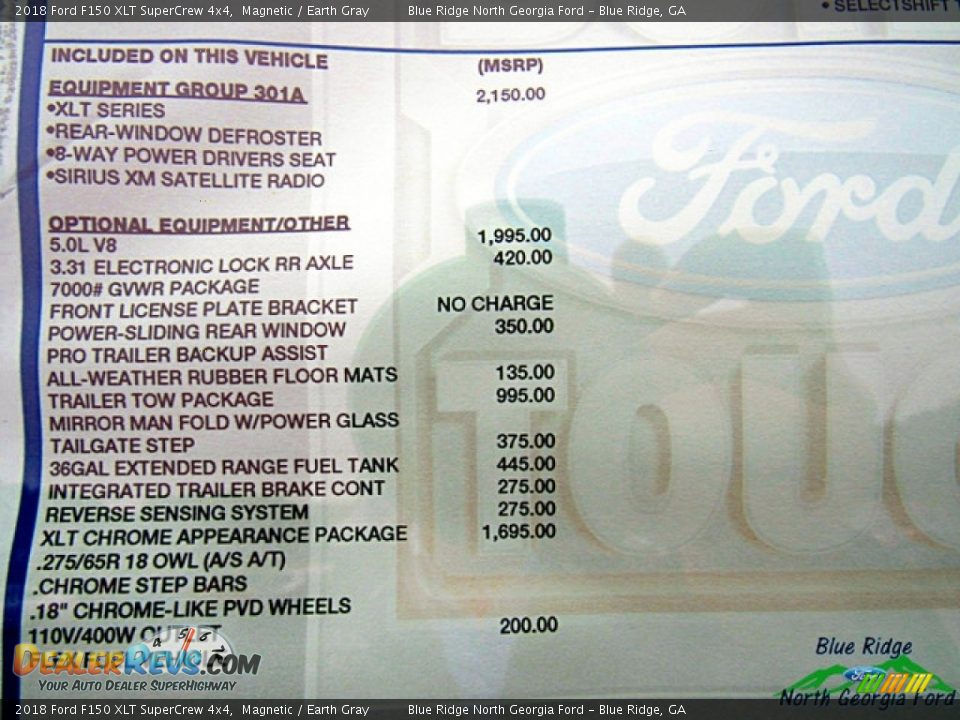 2018 Ford F150 XLT SuperCrew 4x4, Magnetic / Earth Gray Blue Ridge North Georgia Ford - Blue Ridge, GA
• SELECTSHIFT
INCLUDED ON THIS VEHICLE (MSRP)
EQUIPMENT GROUP 301A 2,150.00
•XLT SERIES
•REAR-WINDOW DEFROSTER
•8-WAY POWER DRIVERS SEAT
•SIRIUS XM SATELLITE RADIO
OPTIONAL EQUIPMENT/OTHER
5.0L V8 1,995.00
3.31 ELECTRONIC LOCK RR AXLE 420.00
7000# GVWR PACKAGE
FRONT LICENSE PLATE BRACKET NO CHARGE
POWER-SLIDING REAR WINDOW 350.00
PRO TRAILER BACKUP ASSIST
ALL-WEATHER RUBBER FLOOR MATS 135.00
TRAILER TOW PACKAGE 995.00
MIRROR MAN FOLD W/POWER GLASS
TAILGATE STEP 375.00
36GAL EXTENDED RANGE FUEL TANK 445.00
INTEGRATED TRAILER BRAKE CONT 275.00
REVERSE SENSING SYSTEM 275.00
XLT CHROME APPEARANCE PACKAGE 1,695.00
.275/65R 18 OWL (A/S A/T)
.CHROME STEP BARS
.18" CHROME-LIKE PVD WHEELS
110V/400W 200.00
Ford
DealerRevs.com
Your Auto Dealer SuperHighway
Blue Ridge
Ford
North Georgia Ford
2018 Ford F150 XLT SuperCrew 4x4, Magnetic / Earth Gray Blue Ridge North Georgia Ford - Blue Ridge, GA